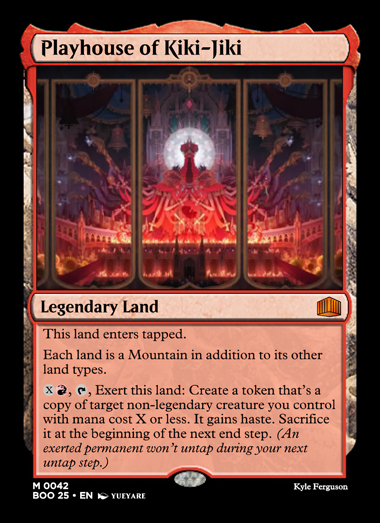 Playhouse of Kiki-Jiki
Legendary Land
This land enters tapped.
Each land is a Mountain in addition to its other
land types.
X R, T, Exert this land: Create a token that's a
copy of target non-legendary creature you control
with mana cost X or less. It gains haste. Sacrifice
it at the beginning of the next end step. (An
exerted permanent won't untap during your next
untap step.)
M 0042
BOO 25 • EN YUEYARE
Kyle Ferguson